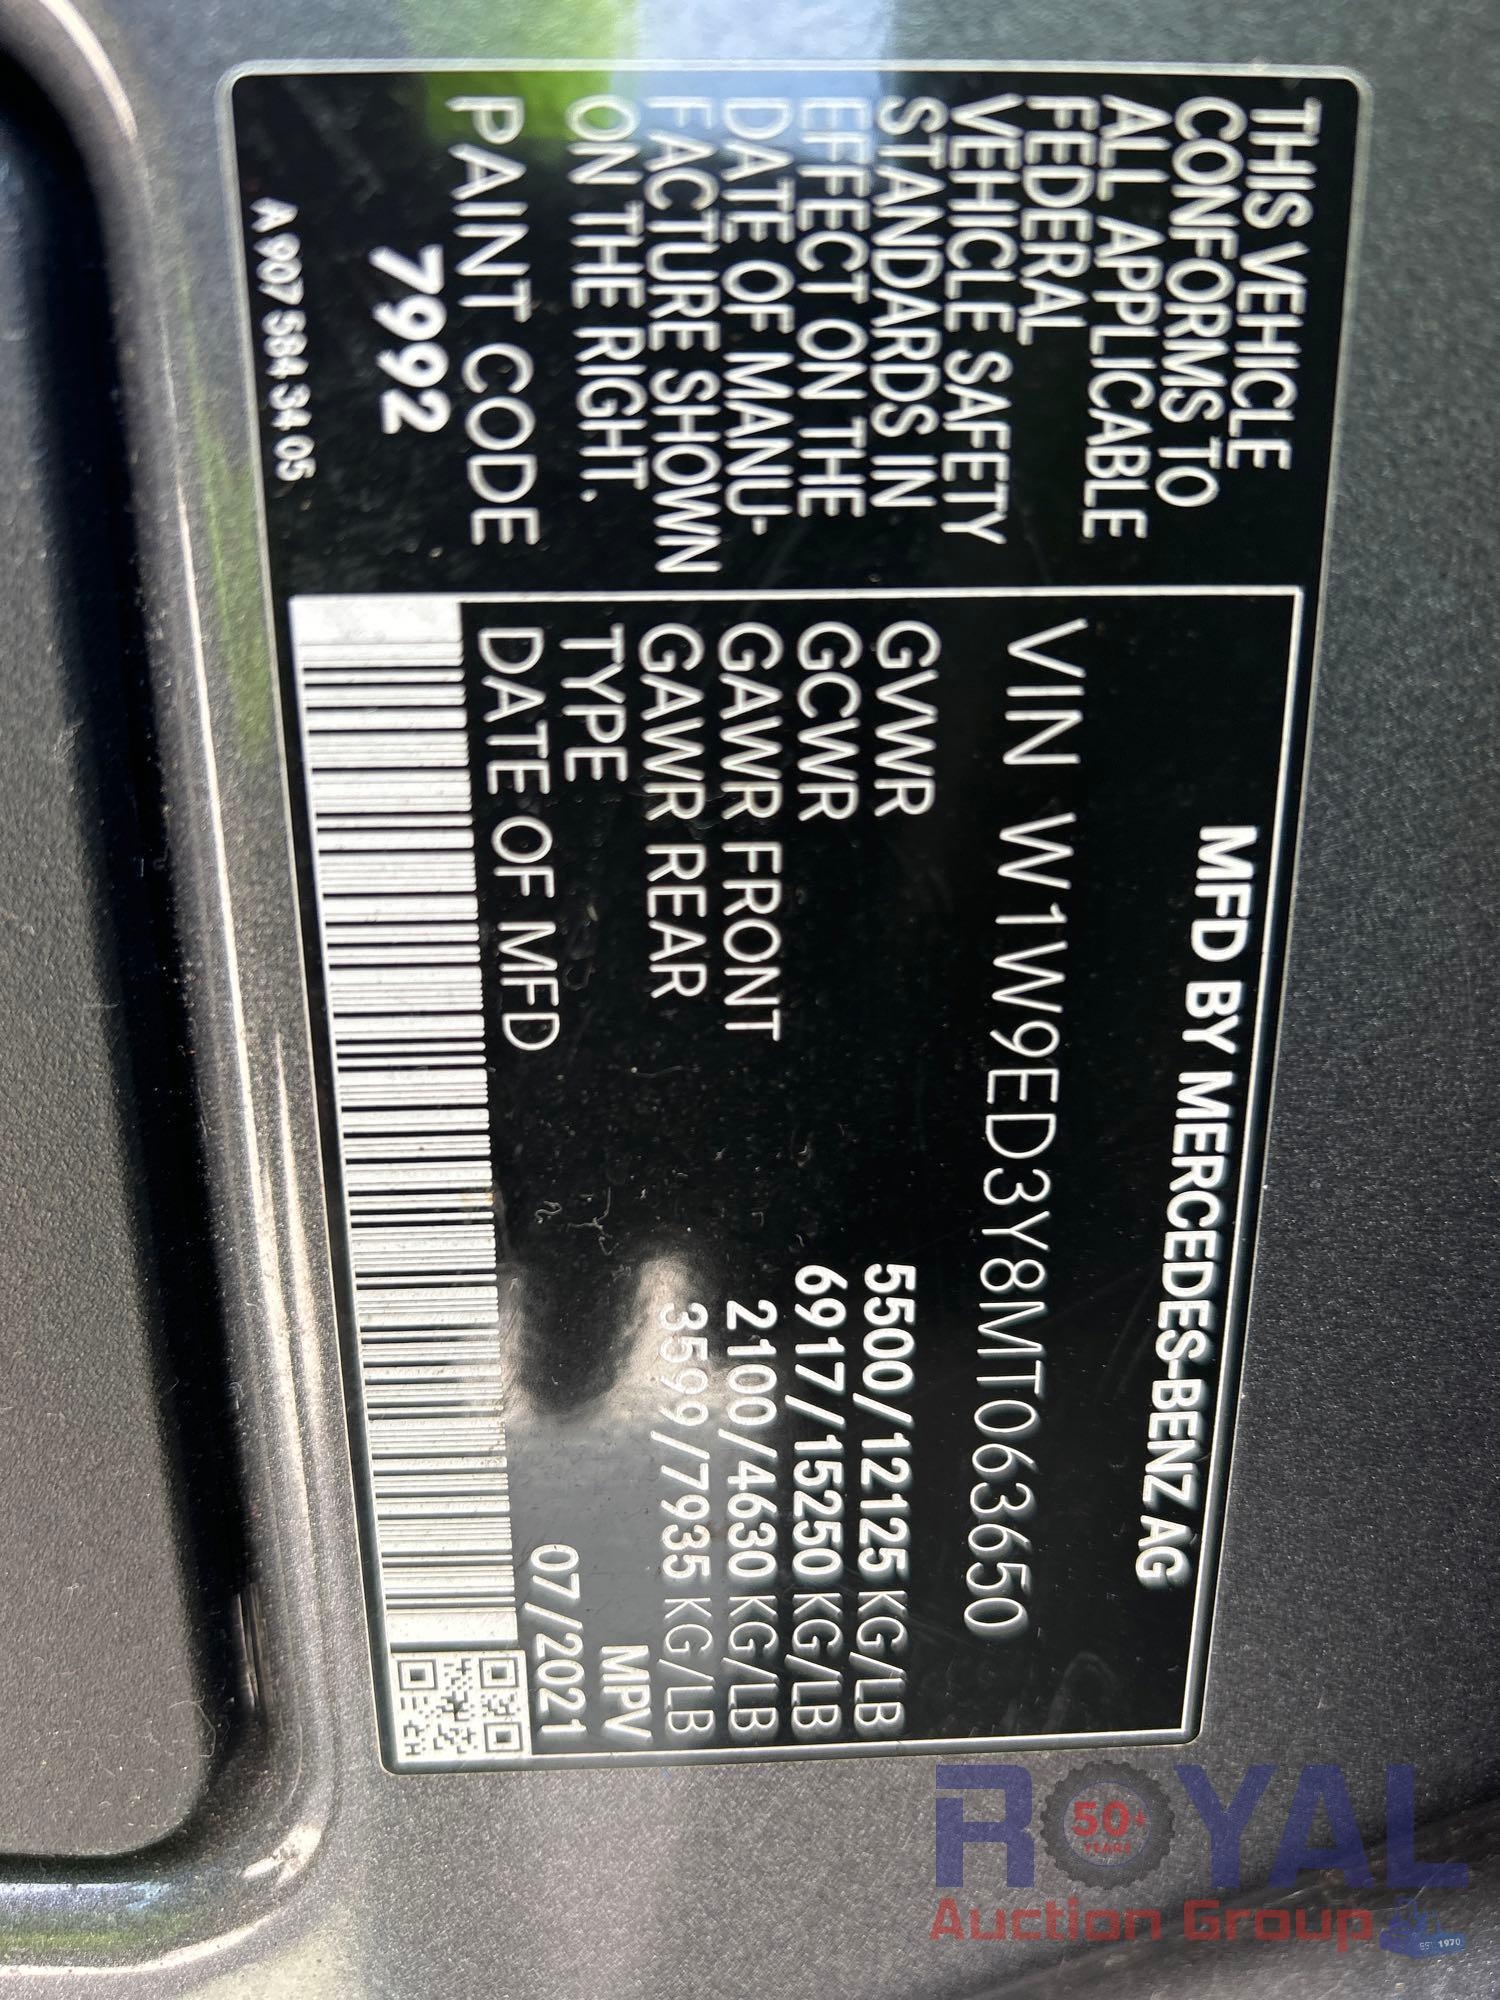 THIS VEHICLE
CONFORMS TO
ALL APPLICABLE
FEDERAL
VEHICLE SAFETY
STANDARDS IN
EFFECT ON THE
DATE OF MANU-
FACTURE SHOWN
ON THE RIGHT.
PAINT CODE
7992
A 907 584 34 05
MFD BY MERCEDES-BENZ AG
VIN W1W9ED3Y8MT063650
GVWR 5500/12125 KG/LB
GCWR 6917/15250 KG/LB
GAWR FRONT 2100/4630 KG/LB
GAWR REAR 3599/7935 KG/LB
TYPE MPV
DATE OF MFD 07/2021
ROYAL
50+
YEARS
Auction Group
EST 1970